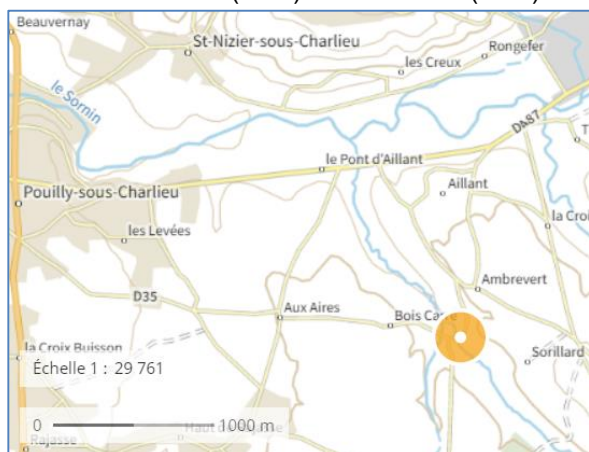 Beauvernay
St-Nizier-sous-Charlieu
Rongefer
les Creux
le Sornin
D487
le Pont d'Aillant
Aillant
Pouilly-sous-Charlieu
la Croi
les Levées
Ambrevert
D35
Aux Aires
Bois
la Croix Buisson
Sorillard
Échelle 1 : 29 761
0 1000 m
Rajasse